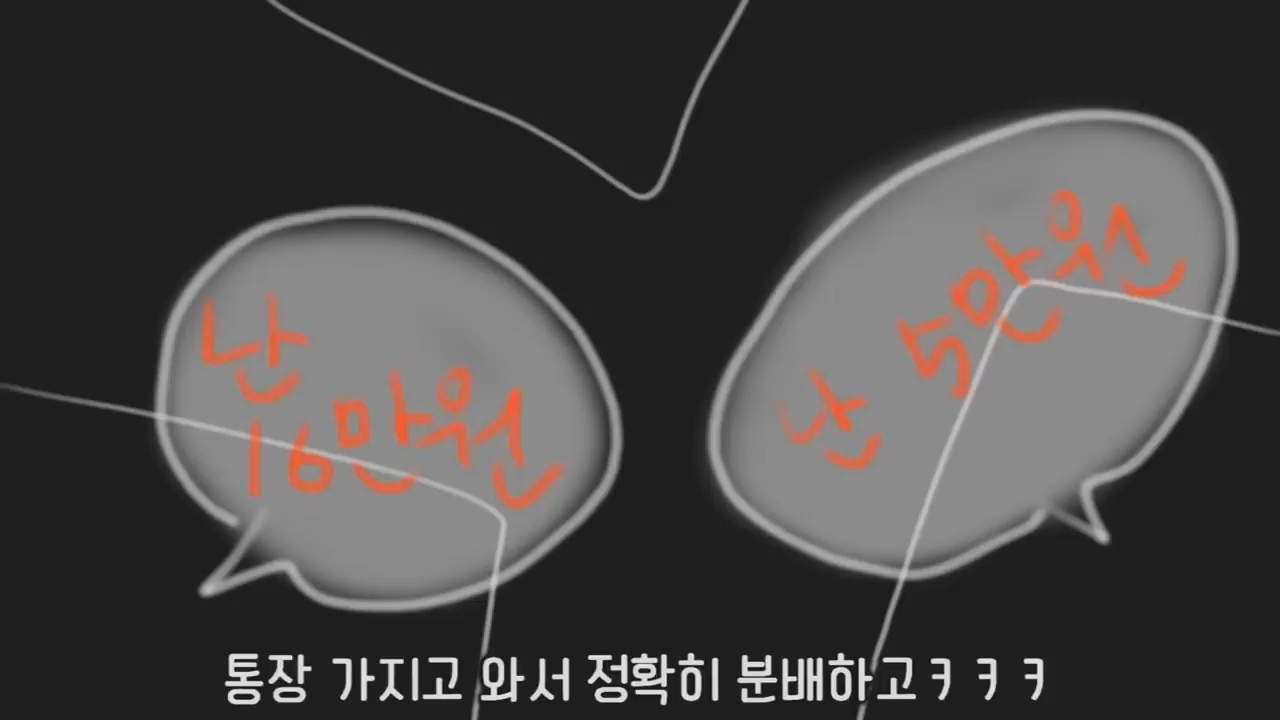 난
16만원
난 5만원
통장 가지고 와서 정확히 분배하고ㅋㅋㅋ